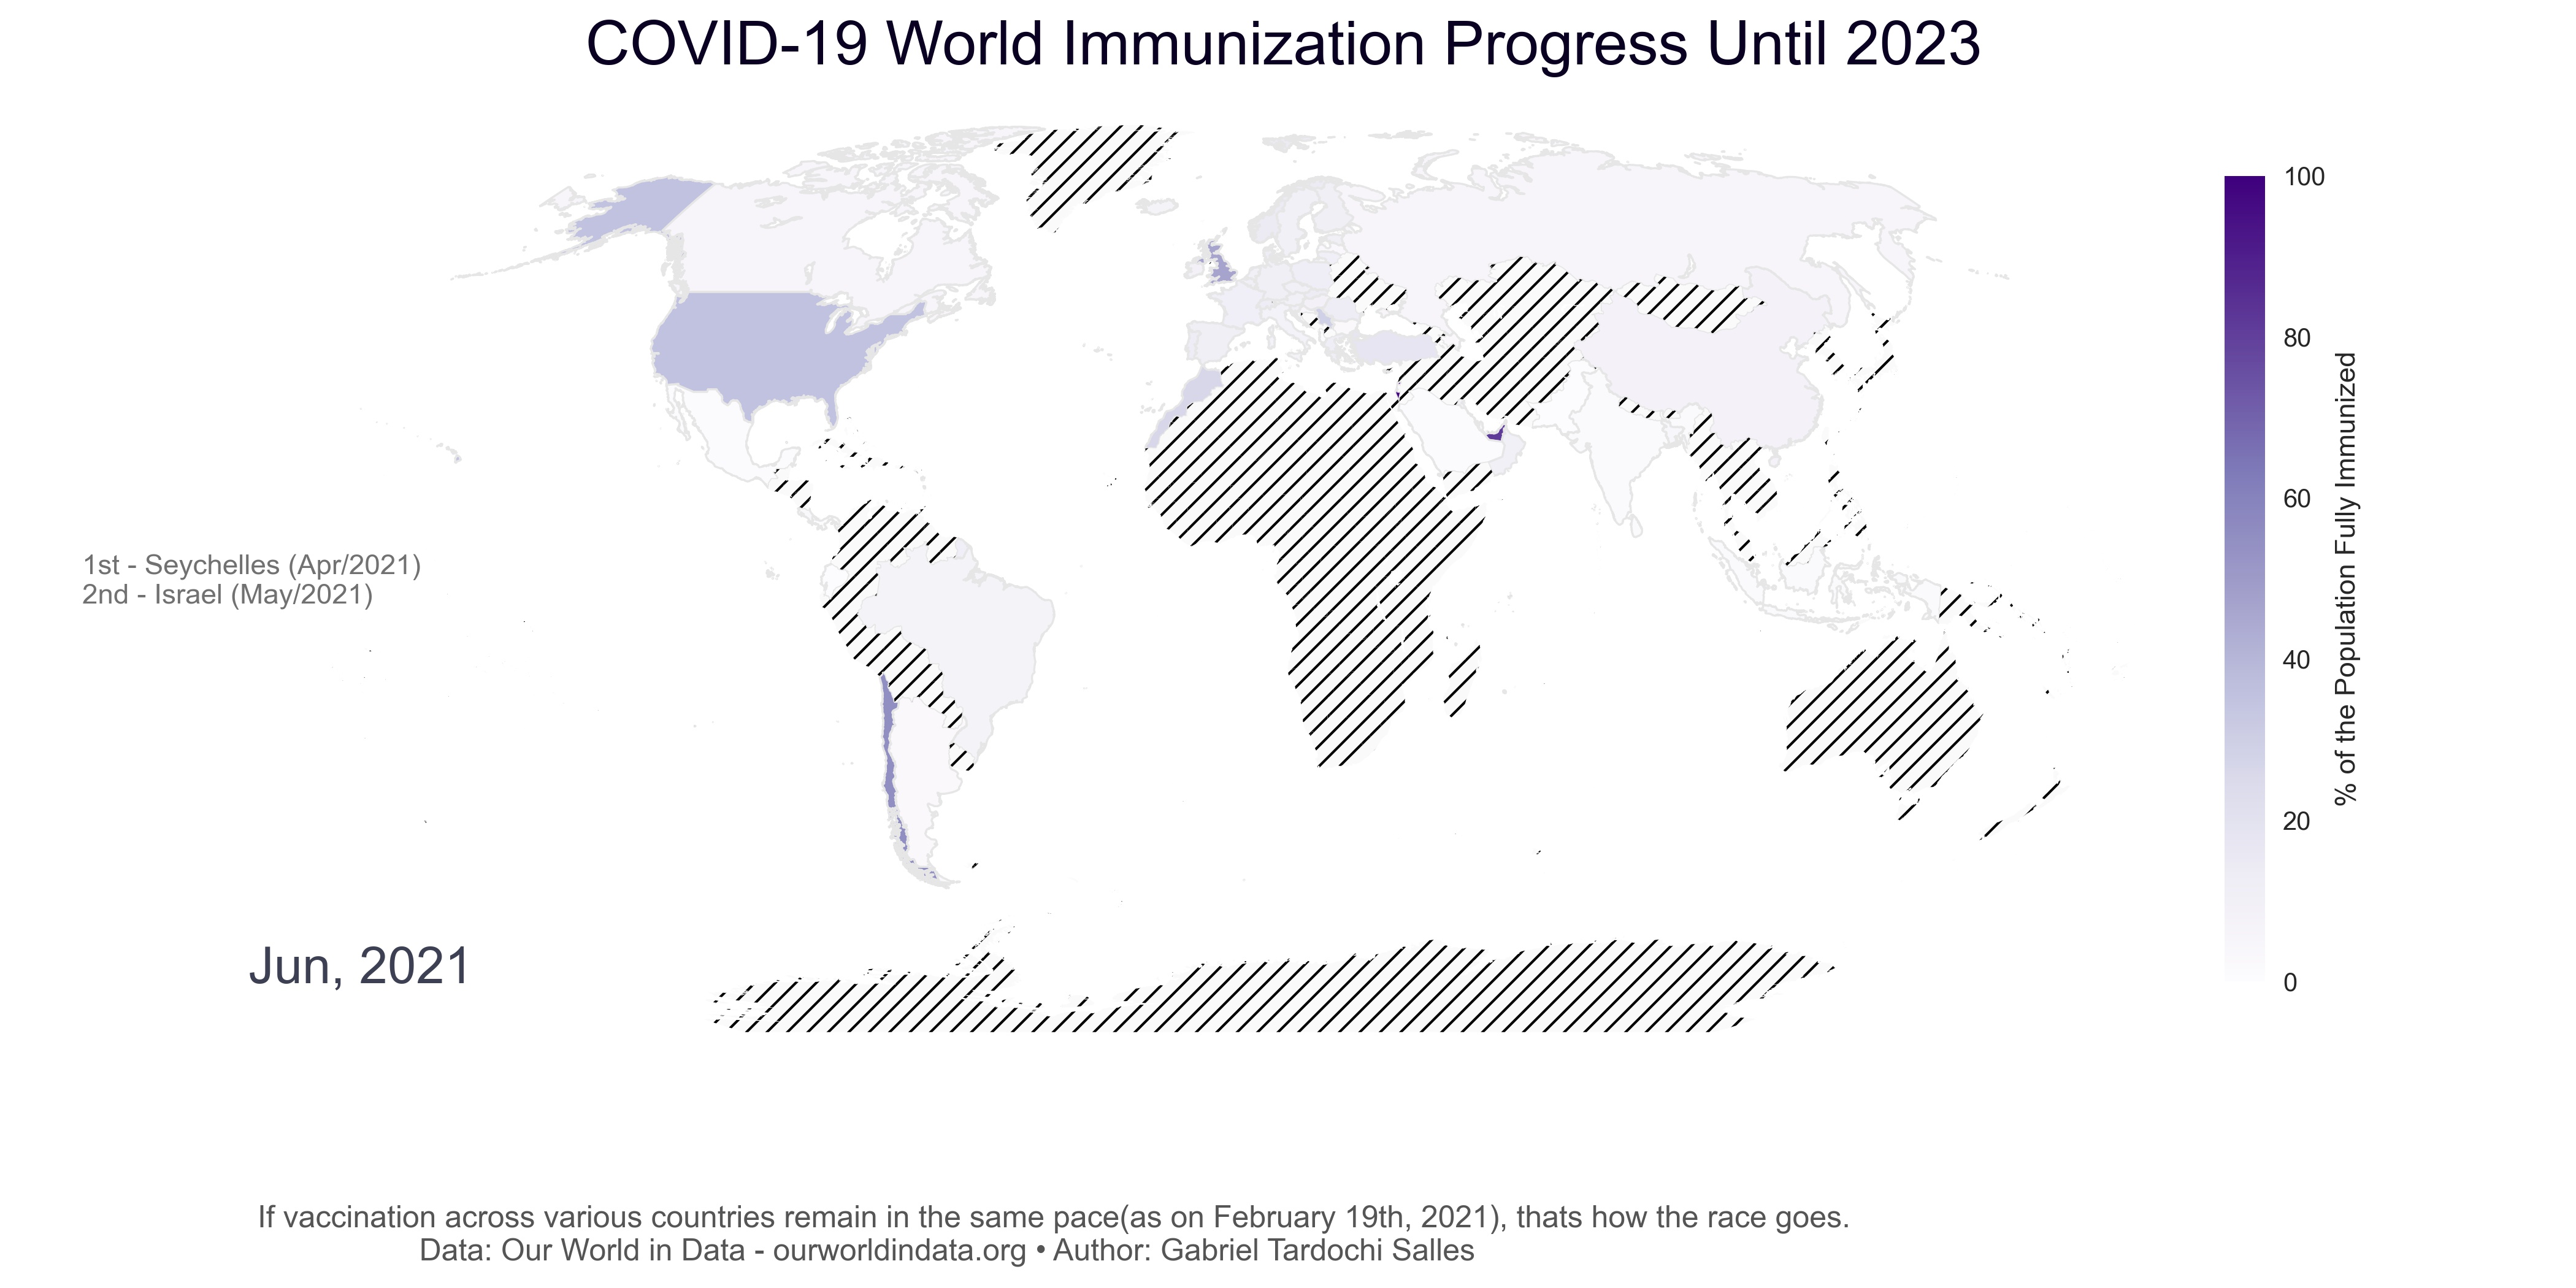 COVID-19 World Immunization Progress Until 2023
100
80
60
40
20
0
% of the Population Fully Immunized
1st - Seychelles (Apr/2021)
2nd - Israel (May/2021)
Jun, 2021
If vaccination across various countries remain in the same pace(as on February 19th, 2021), thats how the race goes.
Data: Our World in Data - ourworldindata.org • Author: Gabriel Tardochi Salles